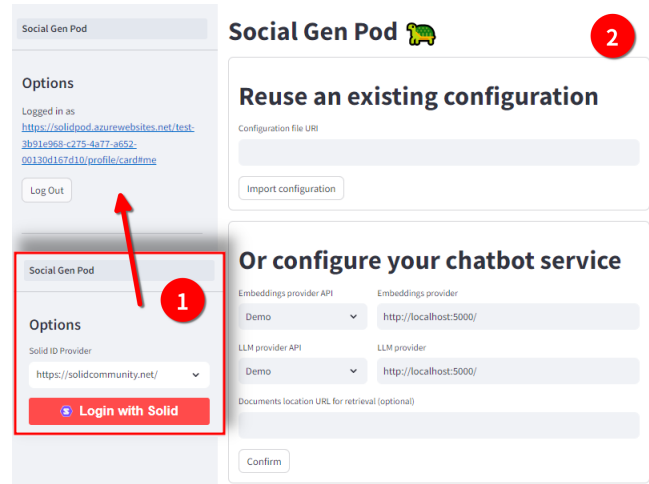 Social Gen Pod
Options
Logged in as
https://solidpod.azurewebsites.net/test-
3b91e968-c275-4a77-a652-
00130d167d10/profile/card#me
Log Out
Social Gen Pod
Options
Solid ID Provider
https://solidcommunity.net/
Login with Solid
1
Social Gen Pod 🐢
2
Reuse an existing configuration
Configuration file URI
Import configuration
Or configure your chatbot service
Embeddings provider API
Embeddings provider
Demo
http://localhost:5000/
LLM provider API
LLM provider
Demo
http://localhost:5000/
Documents location URL for retrieval (optional)
Confirm